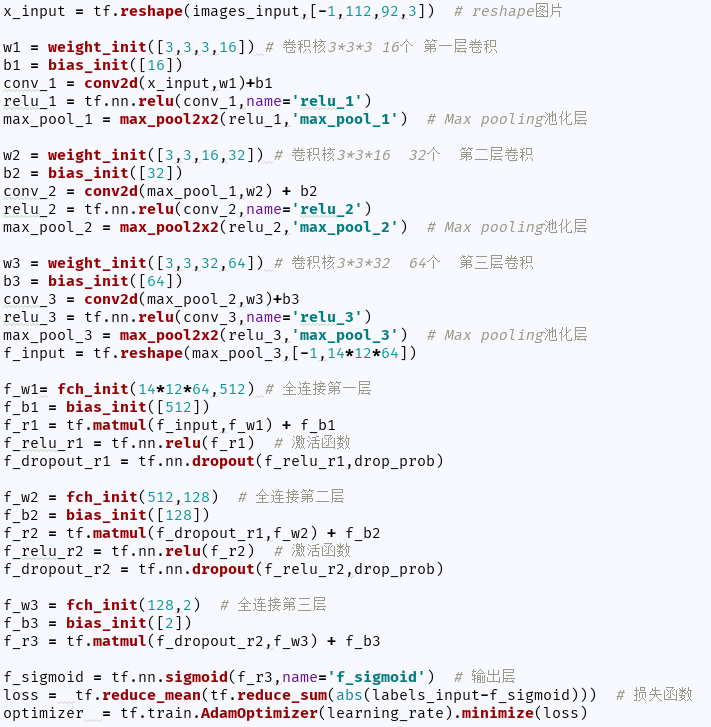 x_input = tf.reshape(images_input,[-1,112,92,3])  # reshape图片
w1 = weight_init([3,3,3,16]) # 卷积核3*3*3 16个 第一层卷积
b1 = bias_init([16])
conv_1 = conv2d(x_input,w1)+b1
relu_1 = tf.nn.relu(conv_1,name='relu_1')
max_pool_1 = max_pool2x2(relu_1,'max_pool_1')  # Max pooling池化层
w2 = weight_init([3,3,16,32]) # 卷积核3*3*16  32个  第二层卷积
b2 = bias_init([32])
conv_2 = conv2d(max_pool_1,w2) + b2
relu_2 = tf.nn.relu(conv_2,name='relu_2')
max_pool_2 = max_pool2x2(relu_2,'max_pool_2')  # Max pooling池化层
w3 = weight_init([3,3,32,64]) # 卷积核3*3*32  64个  第三层卷积
b3 = bias_init([64])
conv_3 = conv2d(max_pool_2,w3)+b3
relu_3 = tf.nn.relu(conv_3,name='relu_3')
max_pool_3 = max_pool2x2(relu_3,'max_pool_3')  # Max pooling池化层
f_input = tf.reshape(max_pool_3,[-1,14*12*64])
f_w1= fch_init(14*12*64,512) # 全连接第一层
f_b1 = bias_init([512])
f_r1 = tf.matmul(f_input,f_w1) + f_b1
f_relu_r1 = tf.nn.relu(f_r1)  # 激活函数
f_dropout_r1 = tf.nn.dropout(f_relu_r1,drop_prob)
f_w2 = fch_init(512,128)  # 全连接第二层
f_b2 = bias_init([128])
f_r2 = tf.matmul(f_dropout_r1,f_w2) + f_b2
f_relu_r2 = tf.nn.relu(f_r2)  # 激活函数
f_dropout_r2 = tf.nn.dropout(f_relu_r2,drop_prob)
f_w3 = fch_init(128,2)  # 全连接第三层
f_b3 = bias_init([2])
f_r3 = tf.matmul(f_dropout_r2,f_w3) + f_b3
f_sigmoid = tf.nn.sigmoid(f_r3,name='f_sigmoid')  # 输出层
loss =  tf.reduce_mean(tf.reduce_sum(abs(labels_input-f_sigmoid)))  # 损失函数
optimizer  = tf.train.AdamOptimizer(learning_rate).minimize(loss)